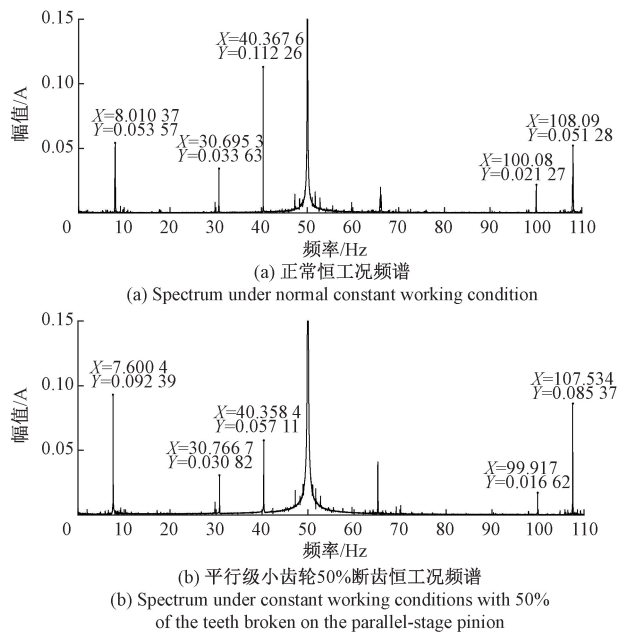 0.15
X=40.367 6
Y=0.112 26
0.10
幅值/A
X=8.010 37
Y=0.053 57
X=30.695 3
Y=0.033 63
X=108.09
Y=0.051 28
X=100.08
Y=0.021 27
0.05
0 10 20 30 40 50 60 70 80 90 100 110
频率/Hz
(a) 正常恒工况频谱
(a) Spectrum under normal constant working condition
0.15
X=7.600 4
Y=0.092 39
X=107.534
Y=0.085 37
0.10
幅值/A
X=40.358 4
Y=0.057 11
X=30.766 7
Y=0.030 82
X=99.917
Y=0.016 62
0.05
0 10 20 30 40 50 60 70 80 90 100 110
频率/Hz
(b) 平行级小齿轮50%断齿恒工况频谱
(b) Spectrum under constant working conditions with 50%
of the teeth broken on the parallel-stage pinion